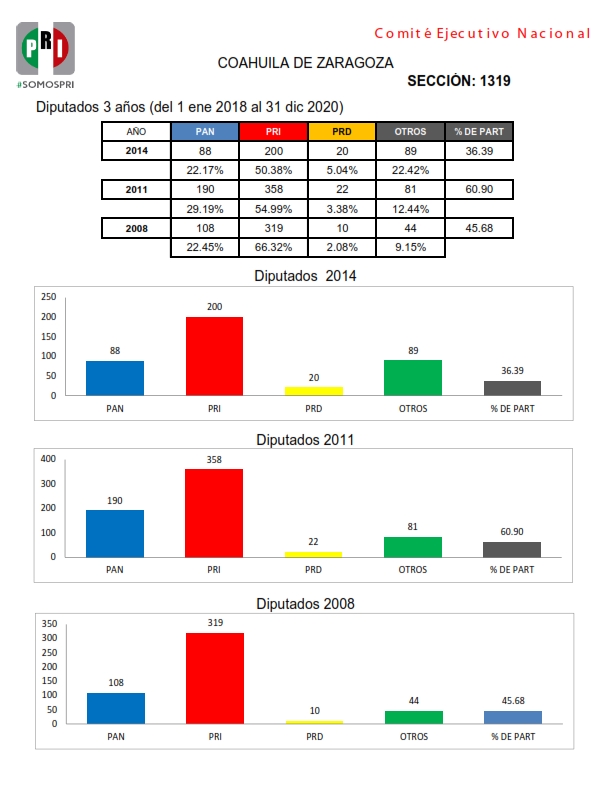 Comité Ejecutivo Nacional
PRI
#SOMOSPRI
COAHUILA DE ZARAGOZA
SECCIÓN: 1319
Diputados 3 años (del 1 ene 2018 al 31 dic 2020)
AÑO PAN PRI PRD OTROS % DE PART
2014 88 200 20 89 36.39
22.17% 50.38% 5.04% 22.42%
2011 190 358 22 81 60.90
29.19% 54.99% 3.38% 12.44%
2008 108 319 10 44 45.68
22.45% 66.32% 2.08% 9.15%
Diputados 2014
250
200
150
100
50
0
88 200 20 89 36.39
PAN PRI PRD OTROS % DE PART
Diputados 2011
400
300
200
100
0
190 358 22 81 60.90
PAN PRI PRD OTROS % DE PART
Diputados 2008
350
300
250
200
150
100
50
0
108 319 10 44 45.68
PAN PRI PRD OTROS % DE PART